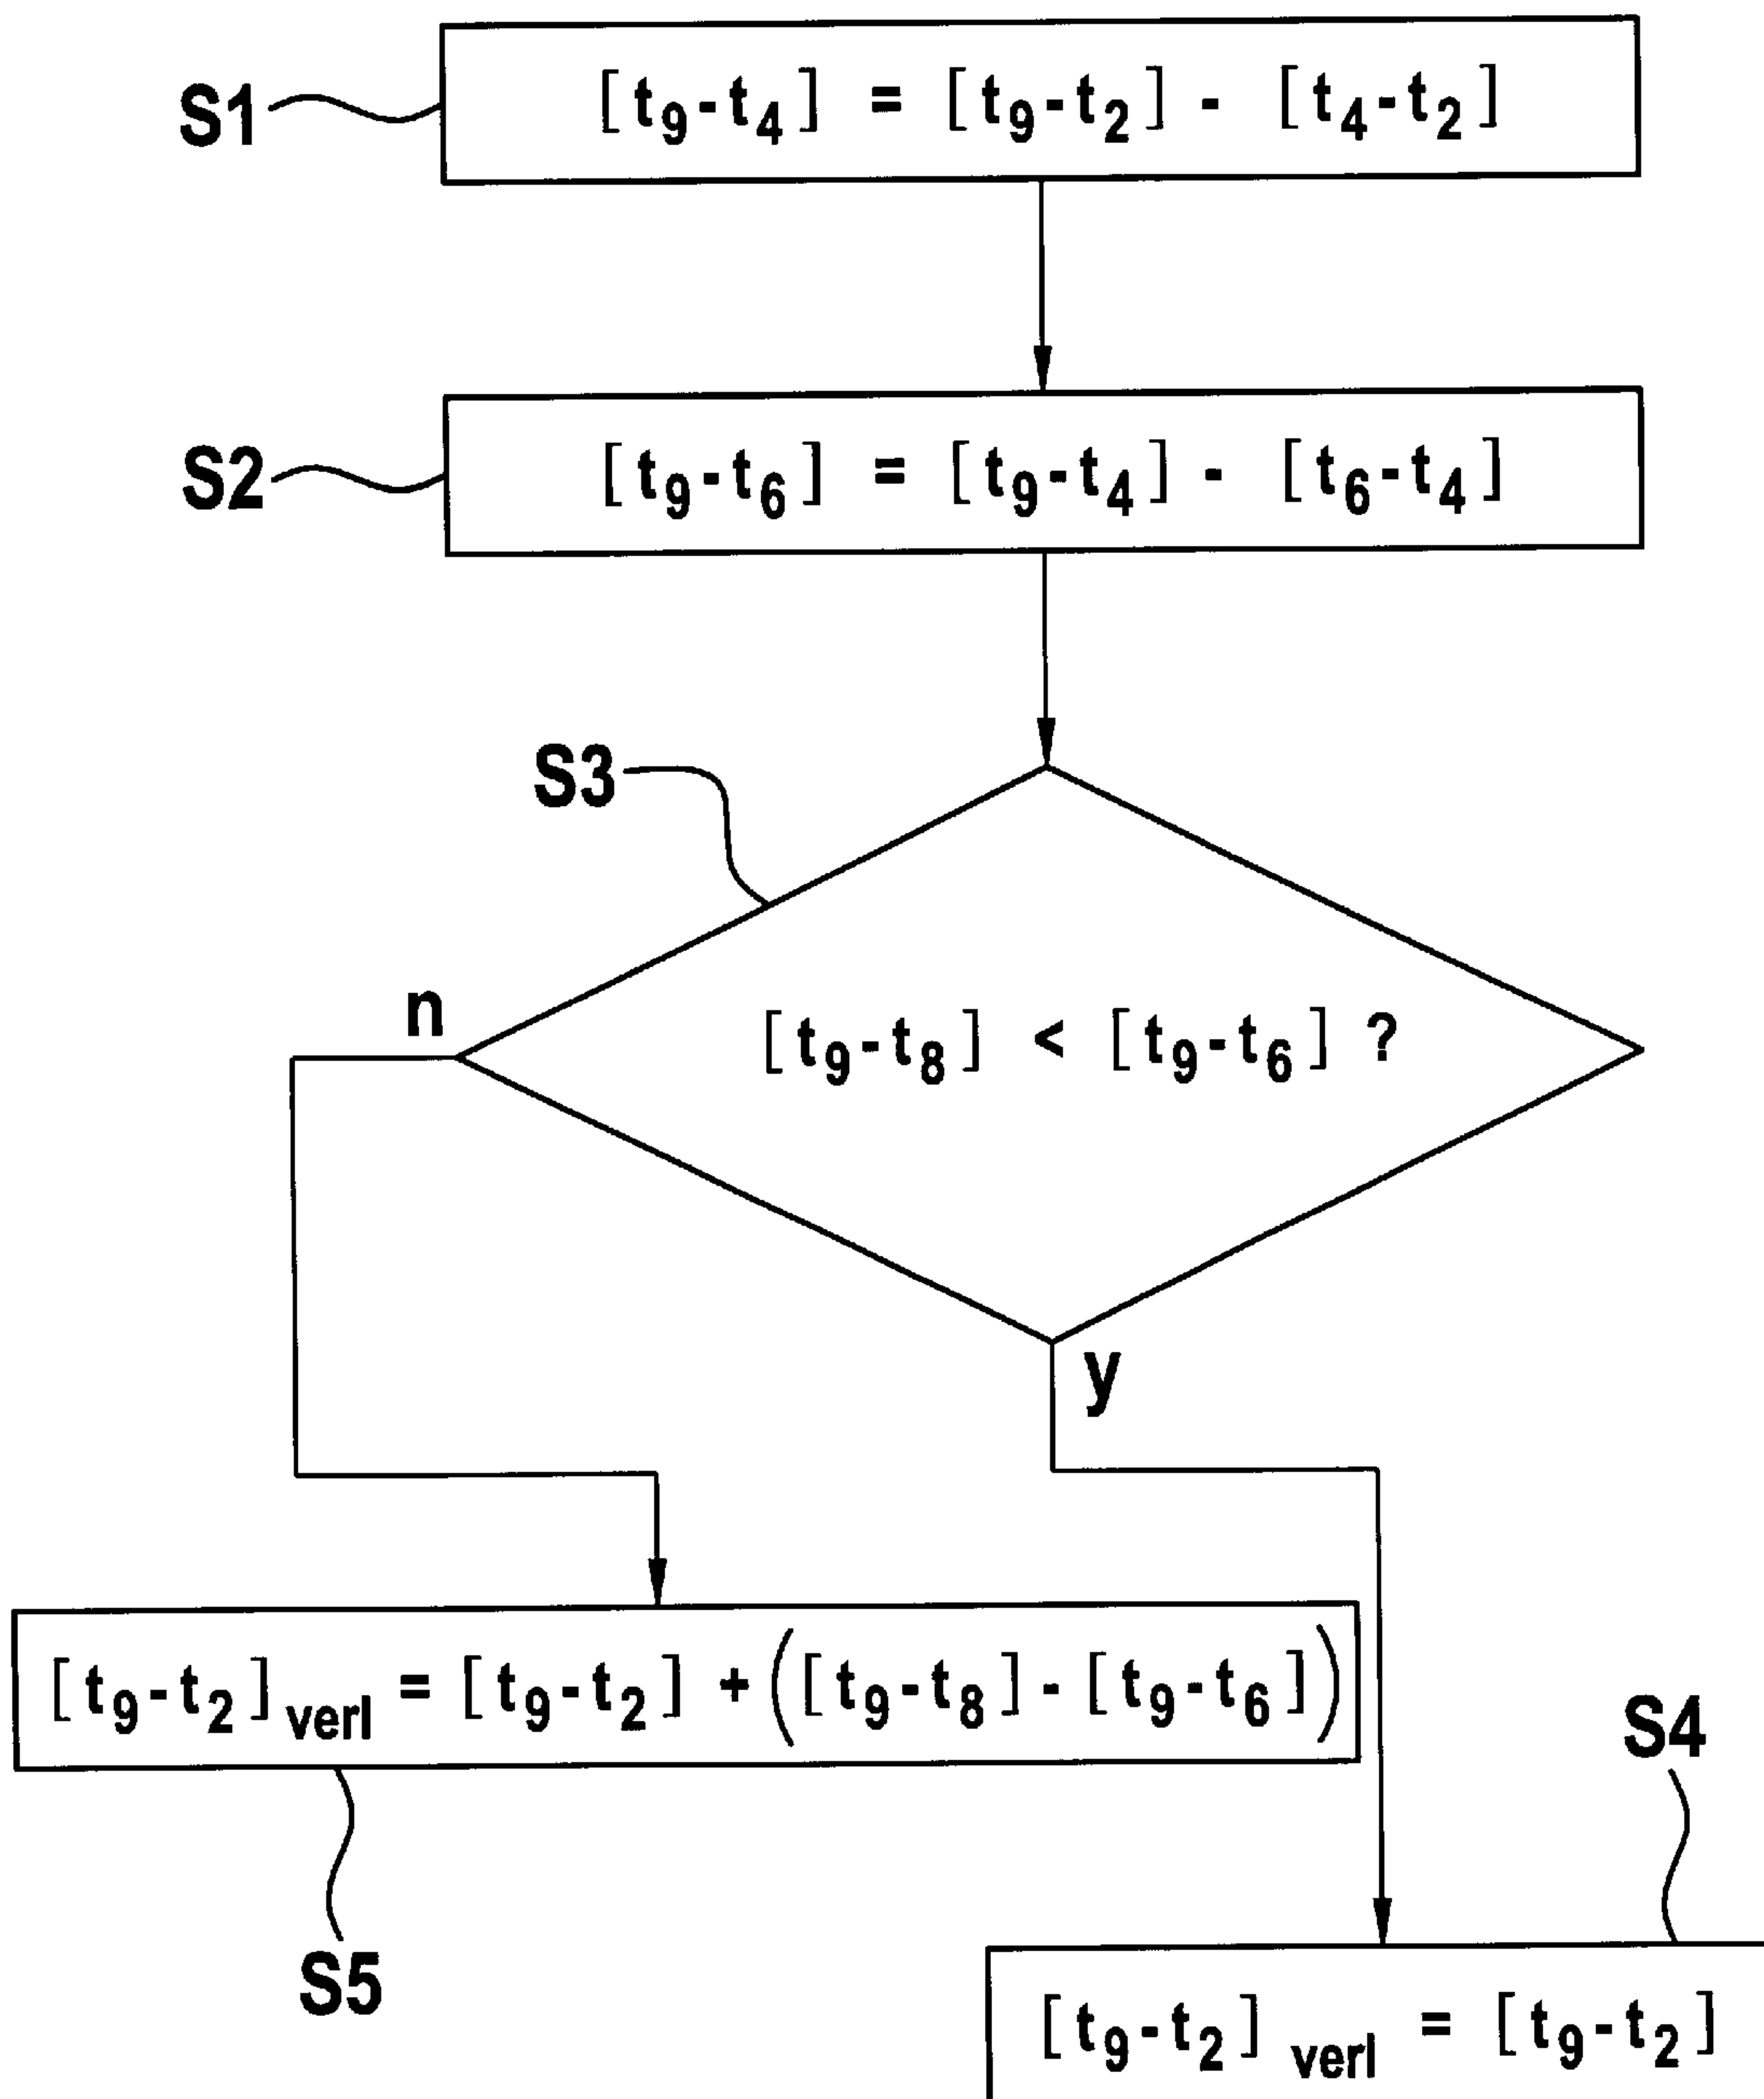 S1
[t₉-t₄] = [t₉-t₂] - [t₄-t₂]
S2
[t₉-t₆] = [t₉-t₄] - [t₆-t₄]
S3
n
[t₉-t₈] < [t₉-t₆] ?
y
[t₉-t₂]verl = [t₉-t₂] + ([t₉-t₈] - [t₉-t₆])
S4
S5
[t₉-t₂]verl = [t₉-t₂]